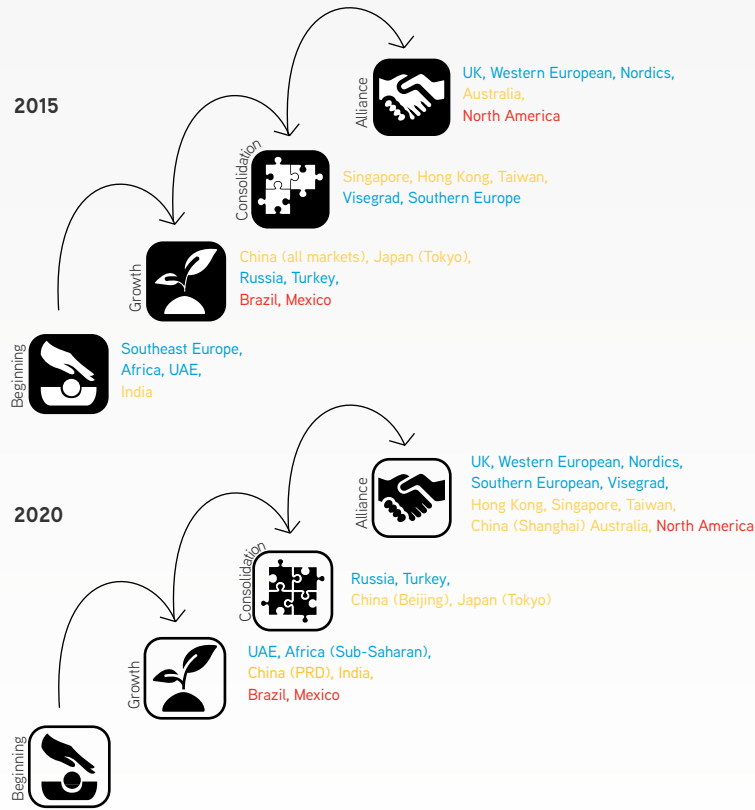 2015
Alliance
UK, Western European, Nordics,
Australia,
North America
Consolidation
Singapore, Hong Kong, Taiwan,
Visegrad, Southern Europe
Growth
China (all markets), Japan (Tokyo),
Russia, Turkey,
Brazil, Mexico
Beginning
Southeast Europe,
Africa, UAE,
India
2020
Alliance
UK, Western European, Nordics,
Southern European, Visegrad,
Hong Kong, Singapore, Taiwan,
China (Shanghai) Australia, North America
Consolidation
Russia, Turkey,
China (Beijing), Japan (Tokyo)
Growth
UAE, Africa (Sub-Saharan),
China (PRD), India,
Brazil, Mexico
Beginning